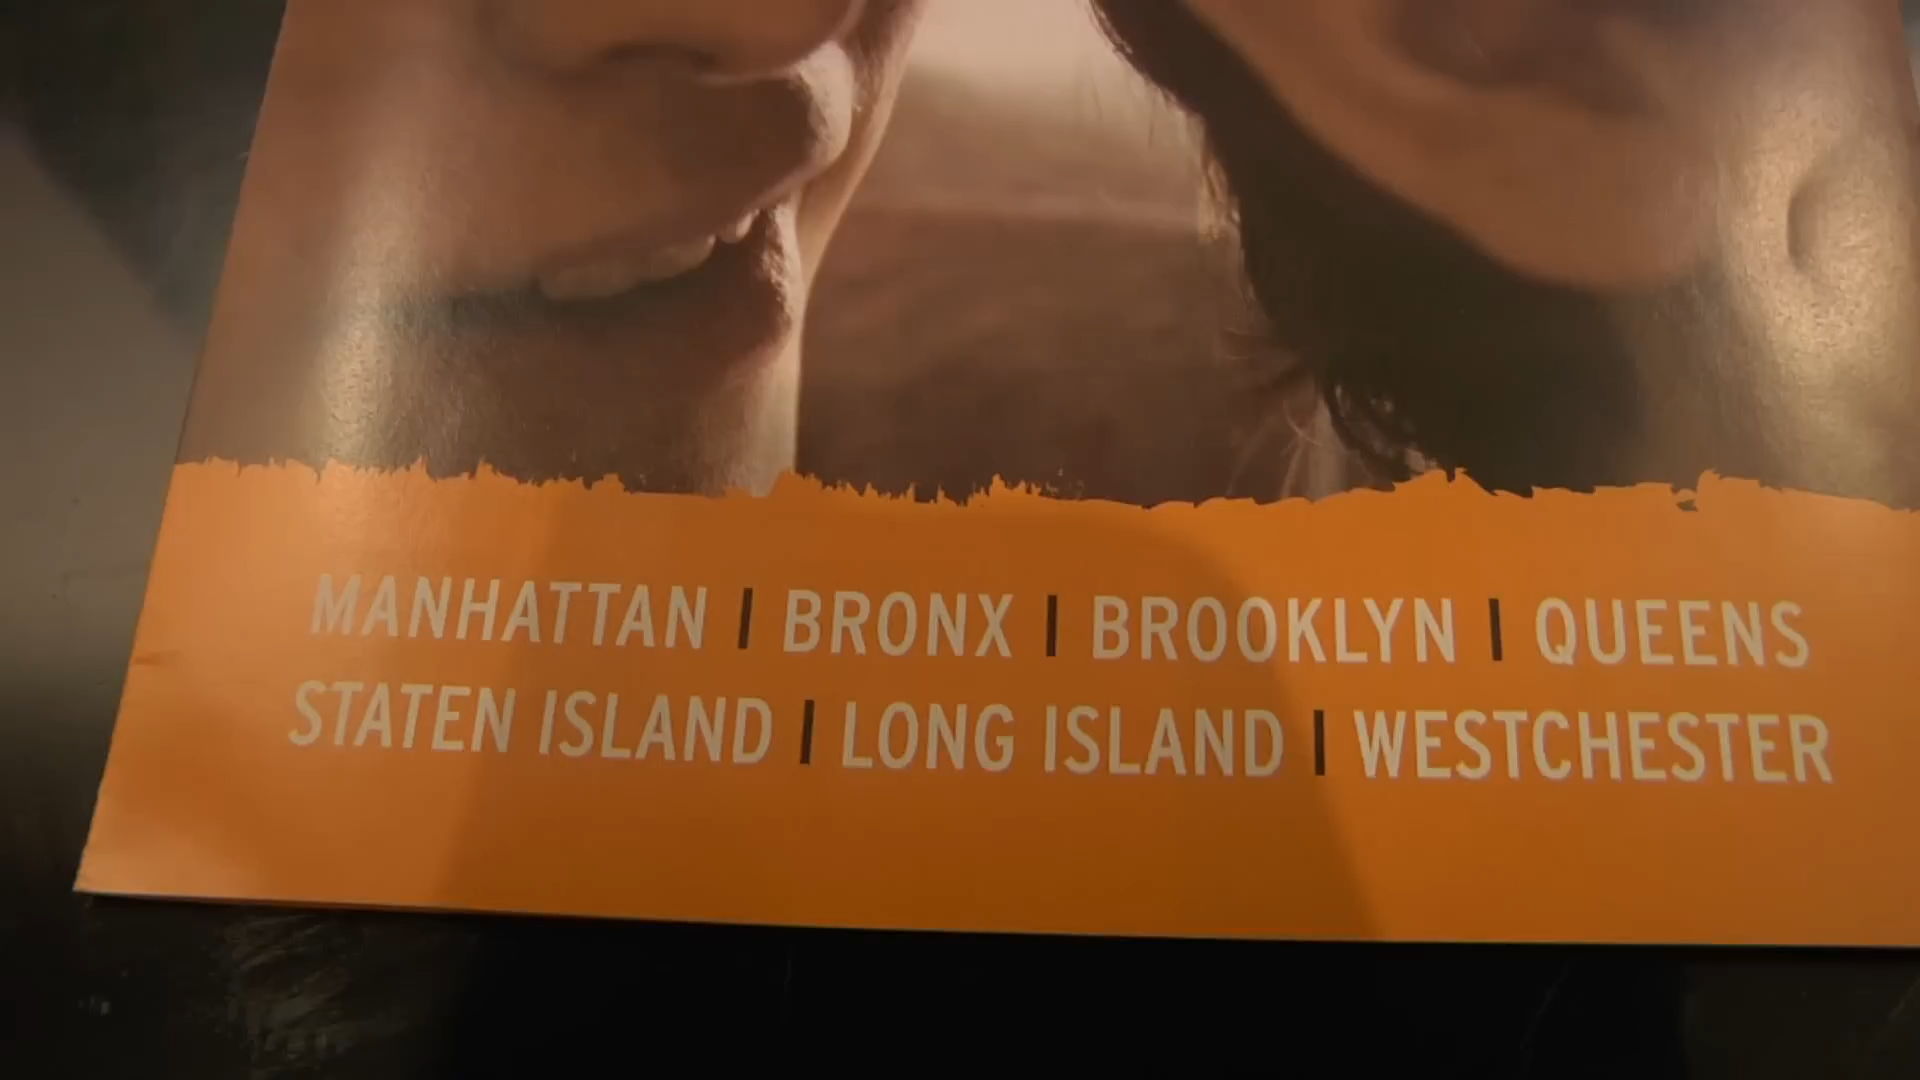 MANHATTAN | BRONX | BROOKLYN | QUEENS
STATEN ISLAND | LONG ISLAND | WESTCHESTER